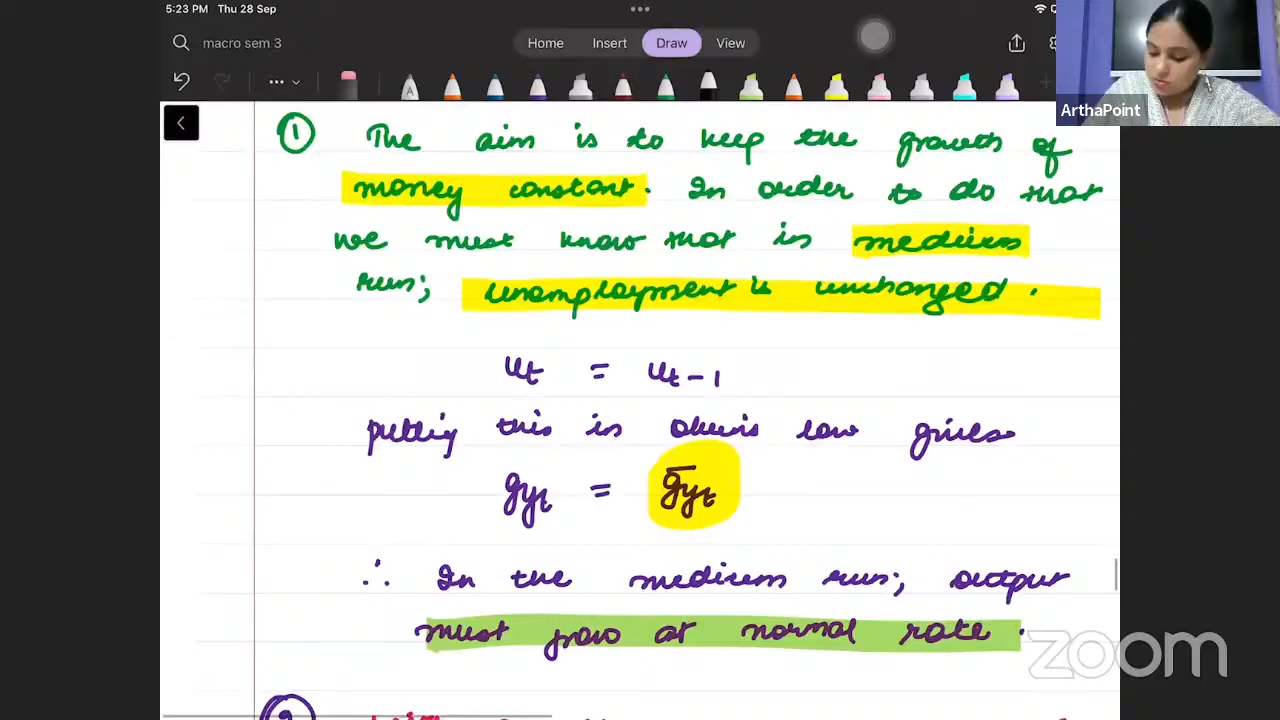 5:23 PM Thu 28 Sep
macro sem 3
Home Insert Draw View
ArthaPoint
① The aim is to keep the growth of
money constant. In order to do that
we must know that in medium
run; unemployment is unchanged.
ut = ut-1
putting this in okun's law gives
gyt = ḡyt
∴ In the medium run; output
must grow at normal rate.
zoom